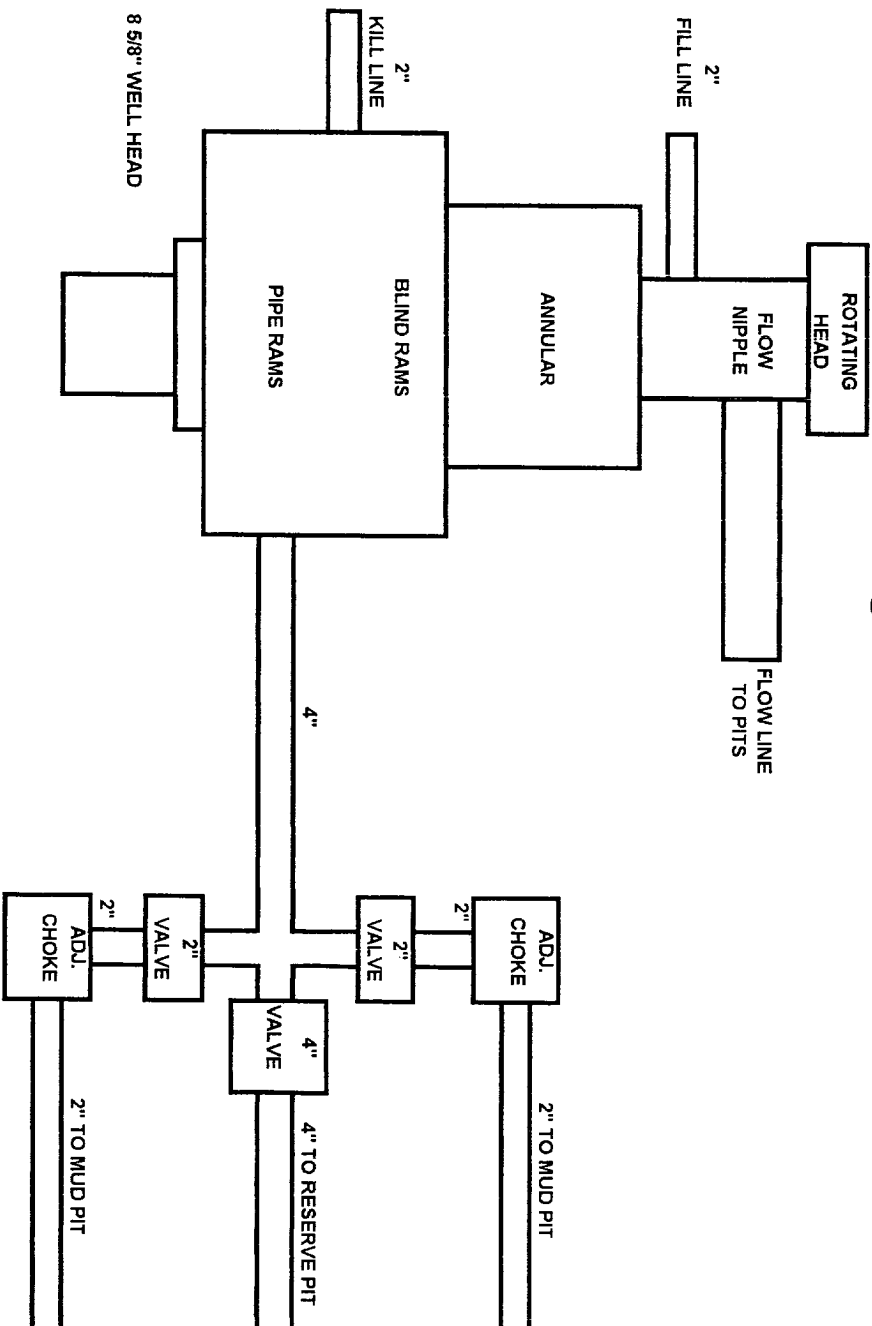 ROTATING
HEAD
2"
FILL LINE
FLOW
NIPPLE
FLOW LINE
TO PITS
ANNULAR
2"
KILL LINE
BLIND RAMS
PIPE RAMS
8 5/8" WELL HEAD
4"
ADJ.
CHOKE
2"
2"
VALVE
2" TO MUD PIT
4"
VALVE
4" TO RESERVE PIT
2"
VALVE
2"
ADJ.
CHOKE
2" TO MUD PIT